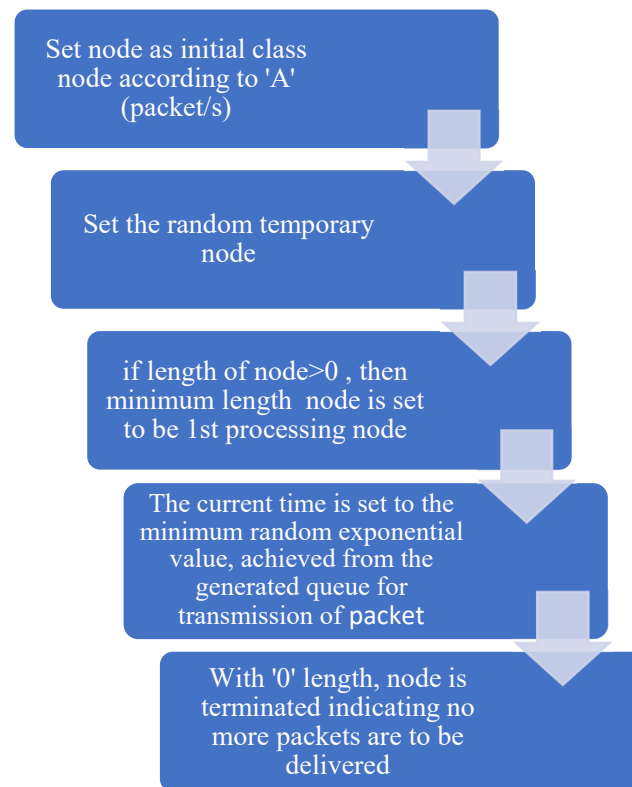 Set node as initial class
node according to 'A'
(packet/s)
Set the random temporary
node
if length of node>0 , then
minimum length node is set
to be 1st processing node
The current time is set to the
minimum random exponential
value, achieved from the
generated queue for
transmission of packet
With '0' length, node is
terminated indicating no
more packets are to be
delivered